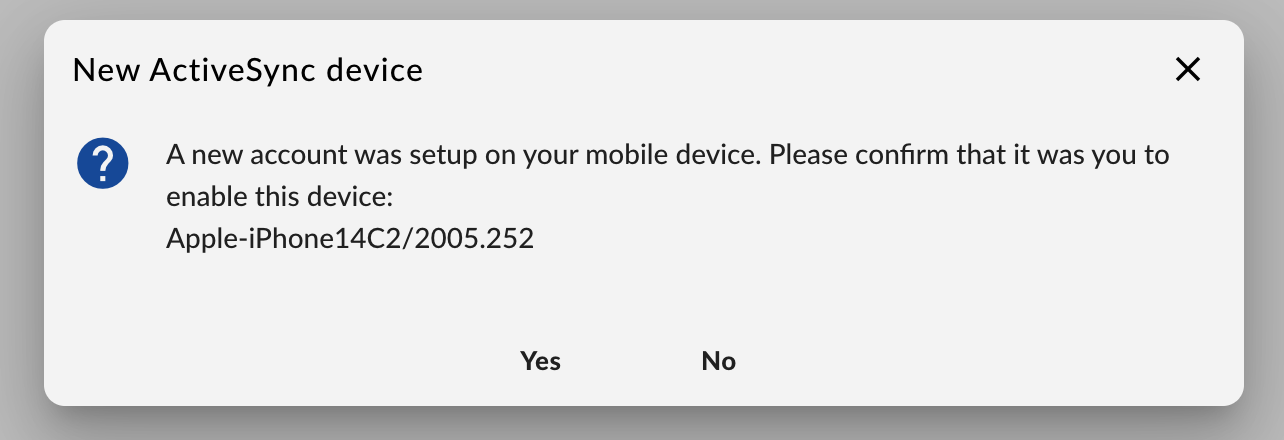 New ActiveSync device
A new account was setup on your mobile device. Please confirm that it was you to
enable this device:
Apple-iPhone14C2/2005.252
Yes
No